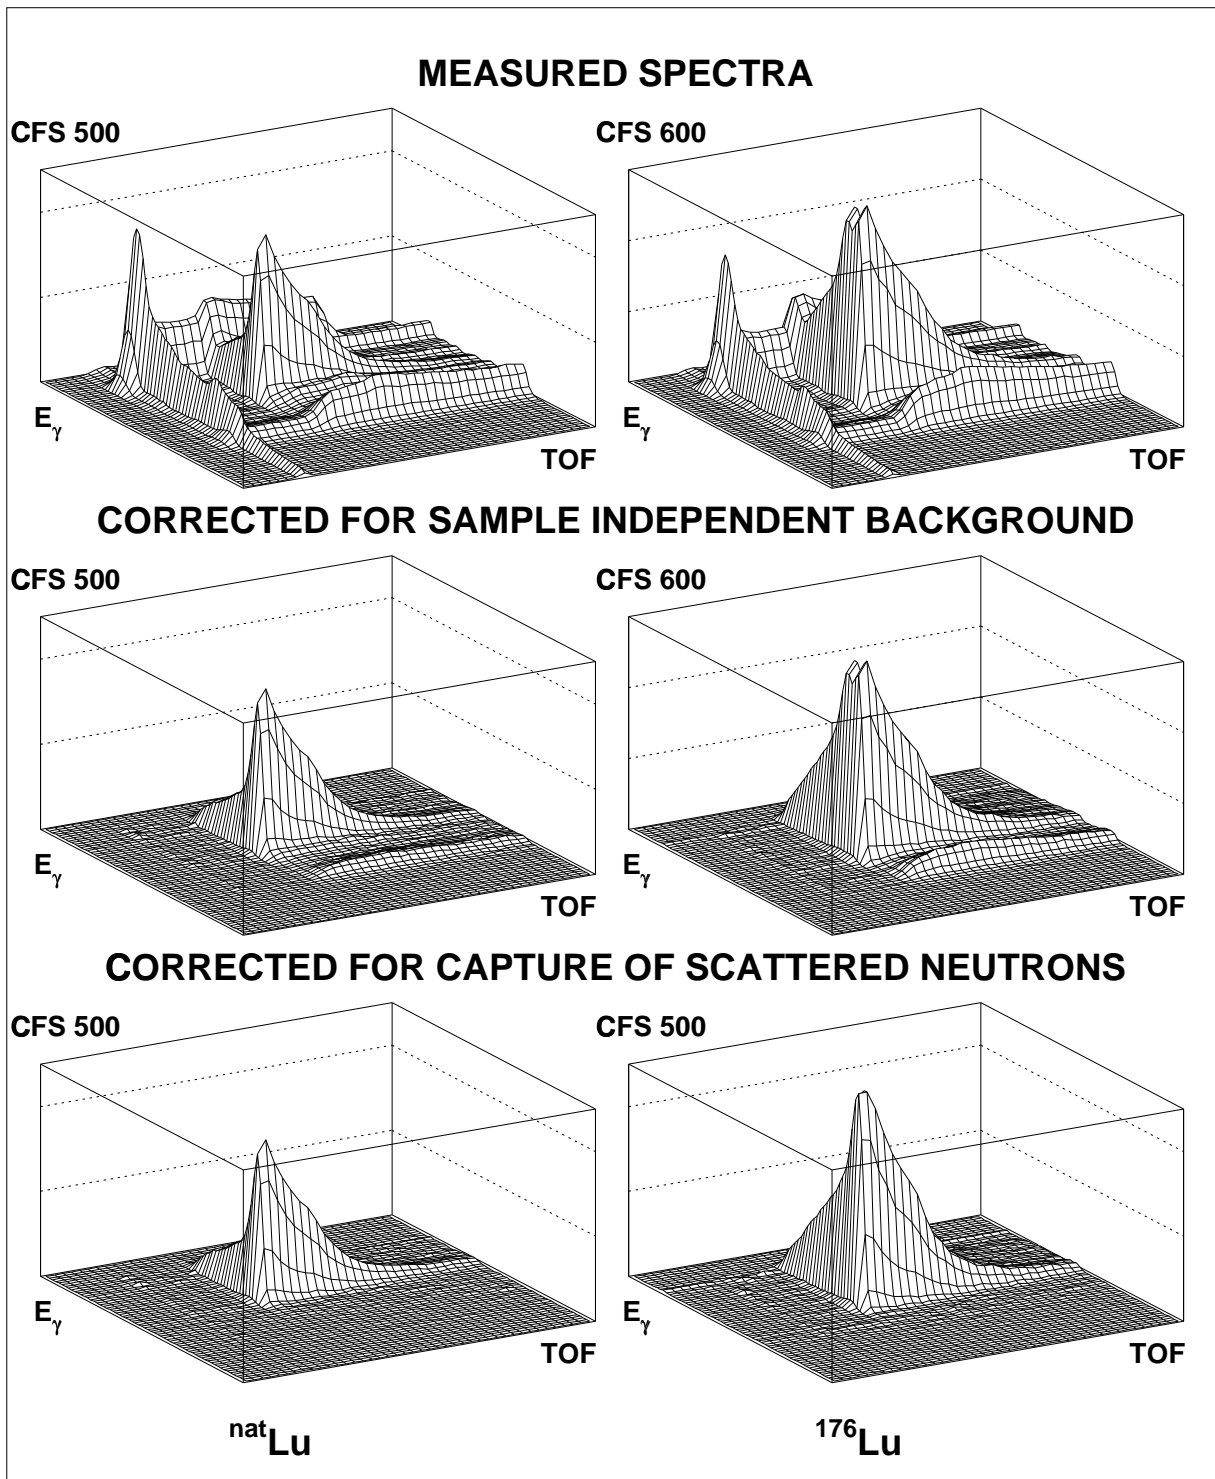 MEASURED SPECTRA
CFS 500 CFS 600
Eγ Eγ
TOF TOF
CORRECTED FOR SAMPLE INDEPENDENT BACKGROUND
CFS 500 CFS 600
Eγ Eγ
TOF TOF
CORRECTED FOR CAPTURE OF SCATTERED NEUTRONS
CFS 500 CFS 500
Eγ Eγ
TOF TOF
natLu 176Lu